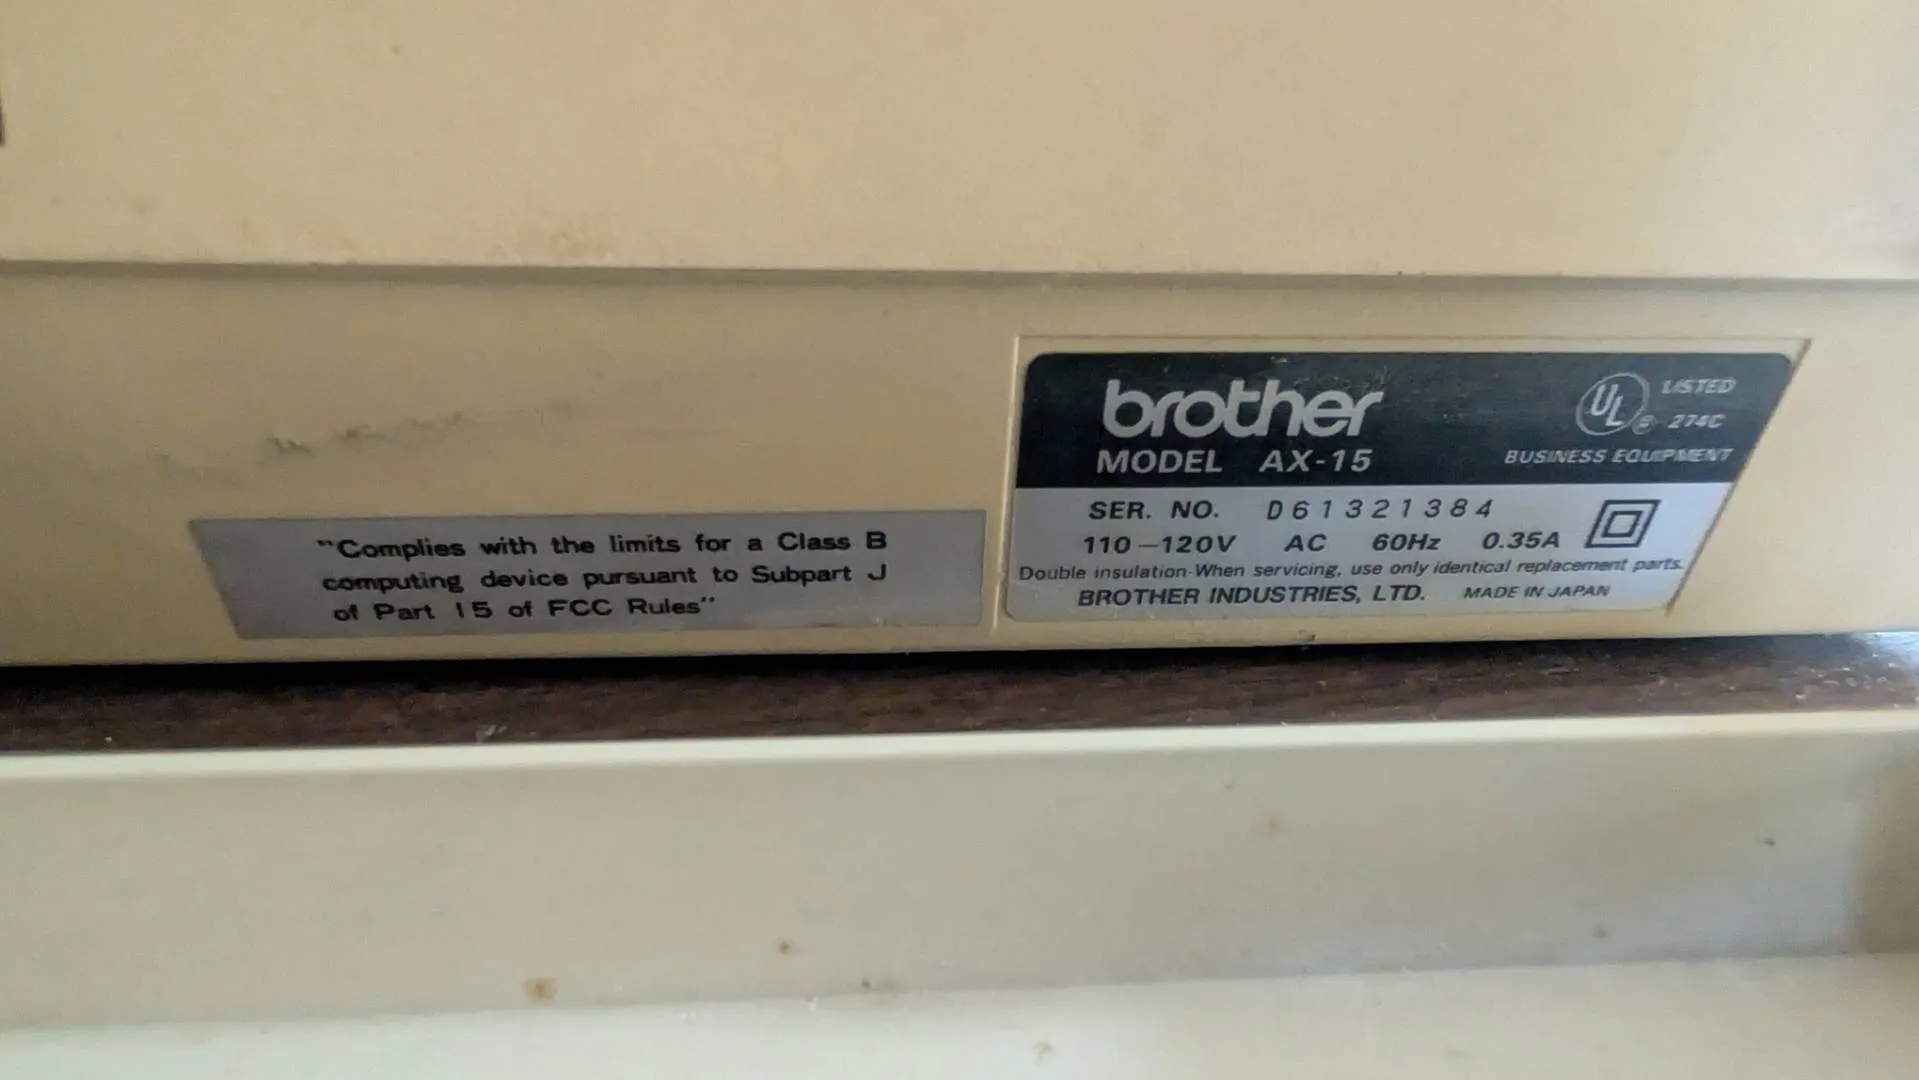 "Complies with the limits for a Class B
computing device pursuant to Subpart J
of Part 15 of FCC Rules"
brother
MODEL AX-15
UL ® LISTED
274C
BUSINESS EQUIPMENT
SER. NO. D61321384
110-120V AC 60Hz 0.35A
Double insulation-When servicing, use only identical replacement parts.
BROTHER INDUSTRIES, LTD. MADE IN JAPAN